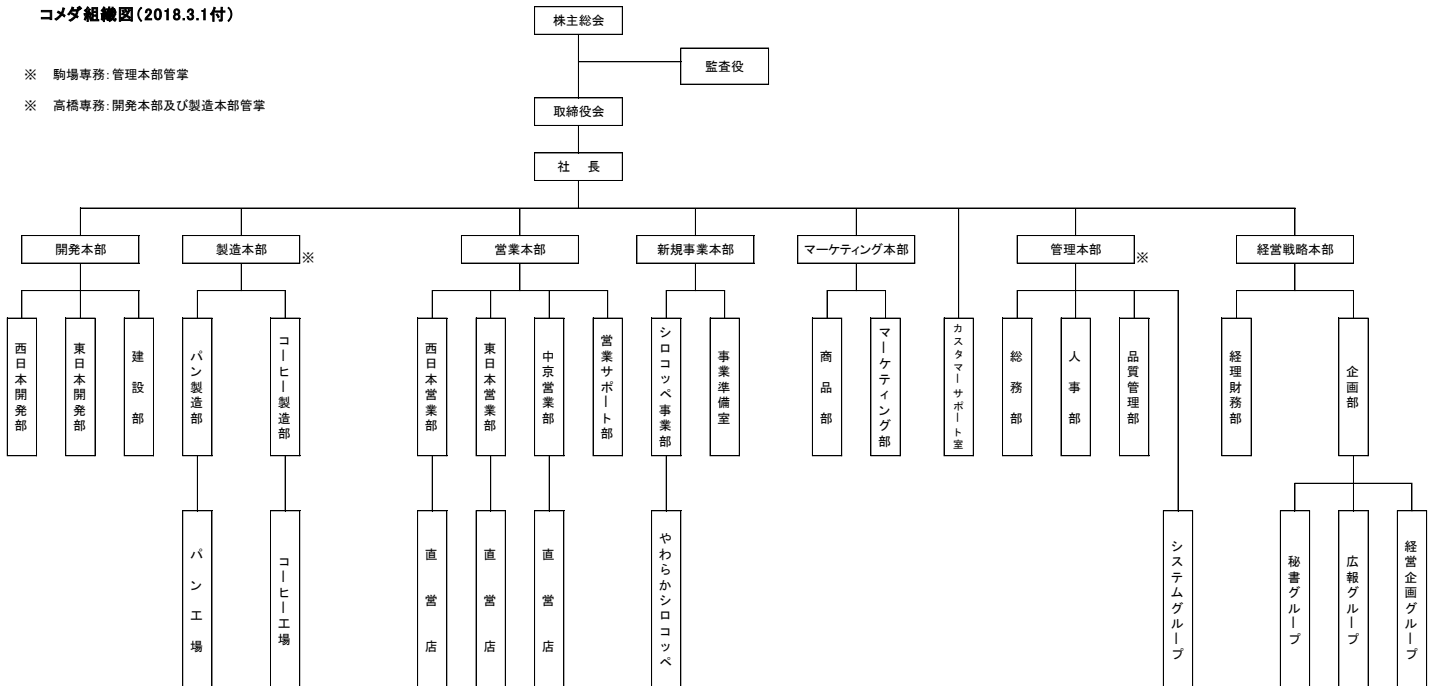 コメダ組織図(2018.3.1付)
※ 駒場専務:管理本部管掌
※ 高橋専務:開発本部及び製造本部管掌
株主総会
監査役
取締役会
社 長
開発本部
製造本部
※
営業本部
新規事業本部
マーケティング本部
管理本部
※
経営戦略本部
西日本開発部
東日本開発部
建設部
パン製造部
コーヒー製造部
西日本営業部
東日本営業部
中京営業部
営業サポート部
シロコッペ事業部
事業準備室
商品部
マーケティング部
カスタマーサポート室
総務部
人事部
品質管理部
経理財務部
企画部
パン工場
コーヒー工場
直営店
直営店
直営店
やわらかシロコッペ
システムグループ
秘書グループ
広報グループ
経営企画グループ